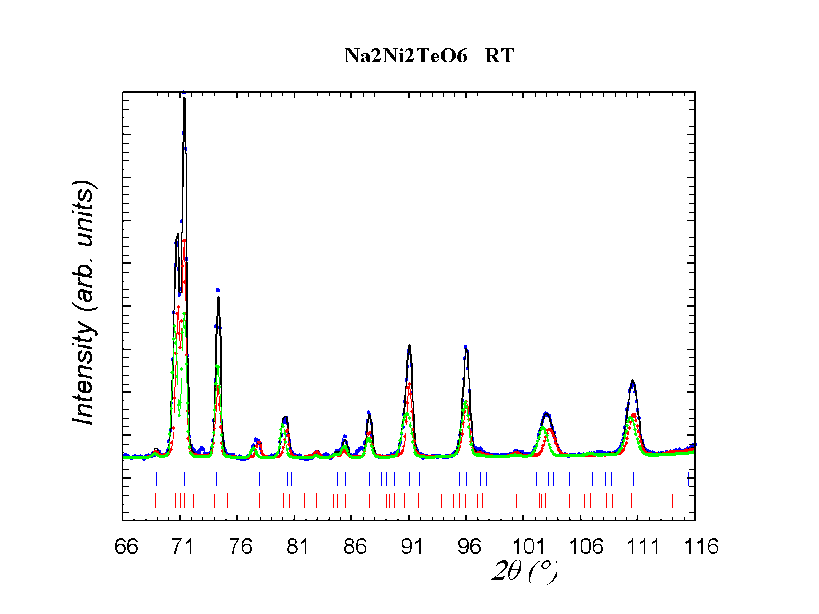 Na2Ni2TeO6 RT
Intensity (arb. units)
66 71 76 81 86 91 96 101 106 111 116
2θ (°)